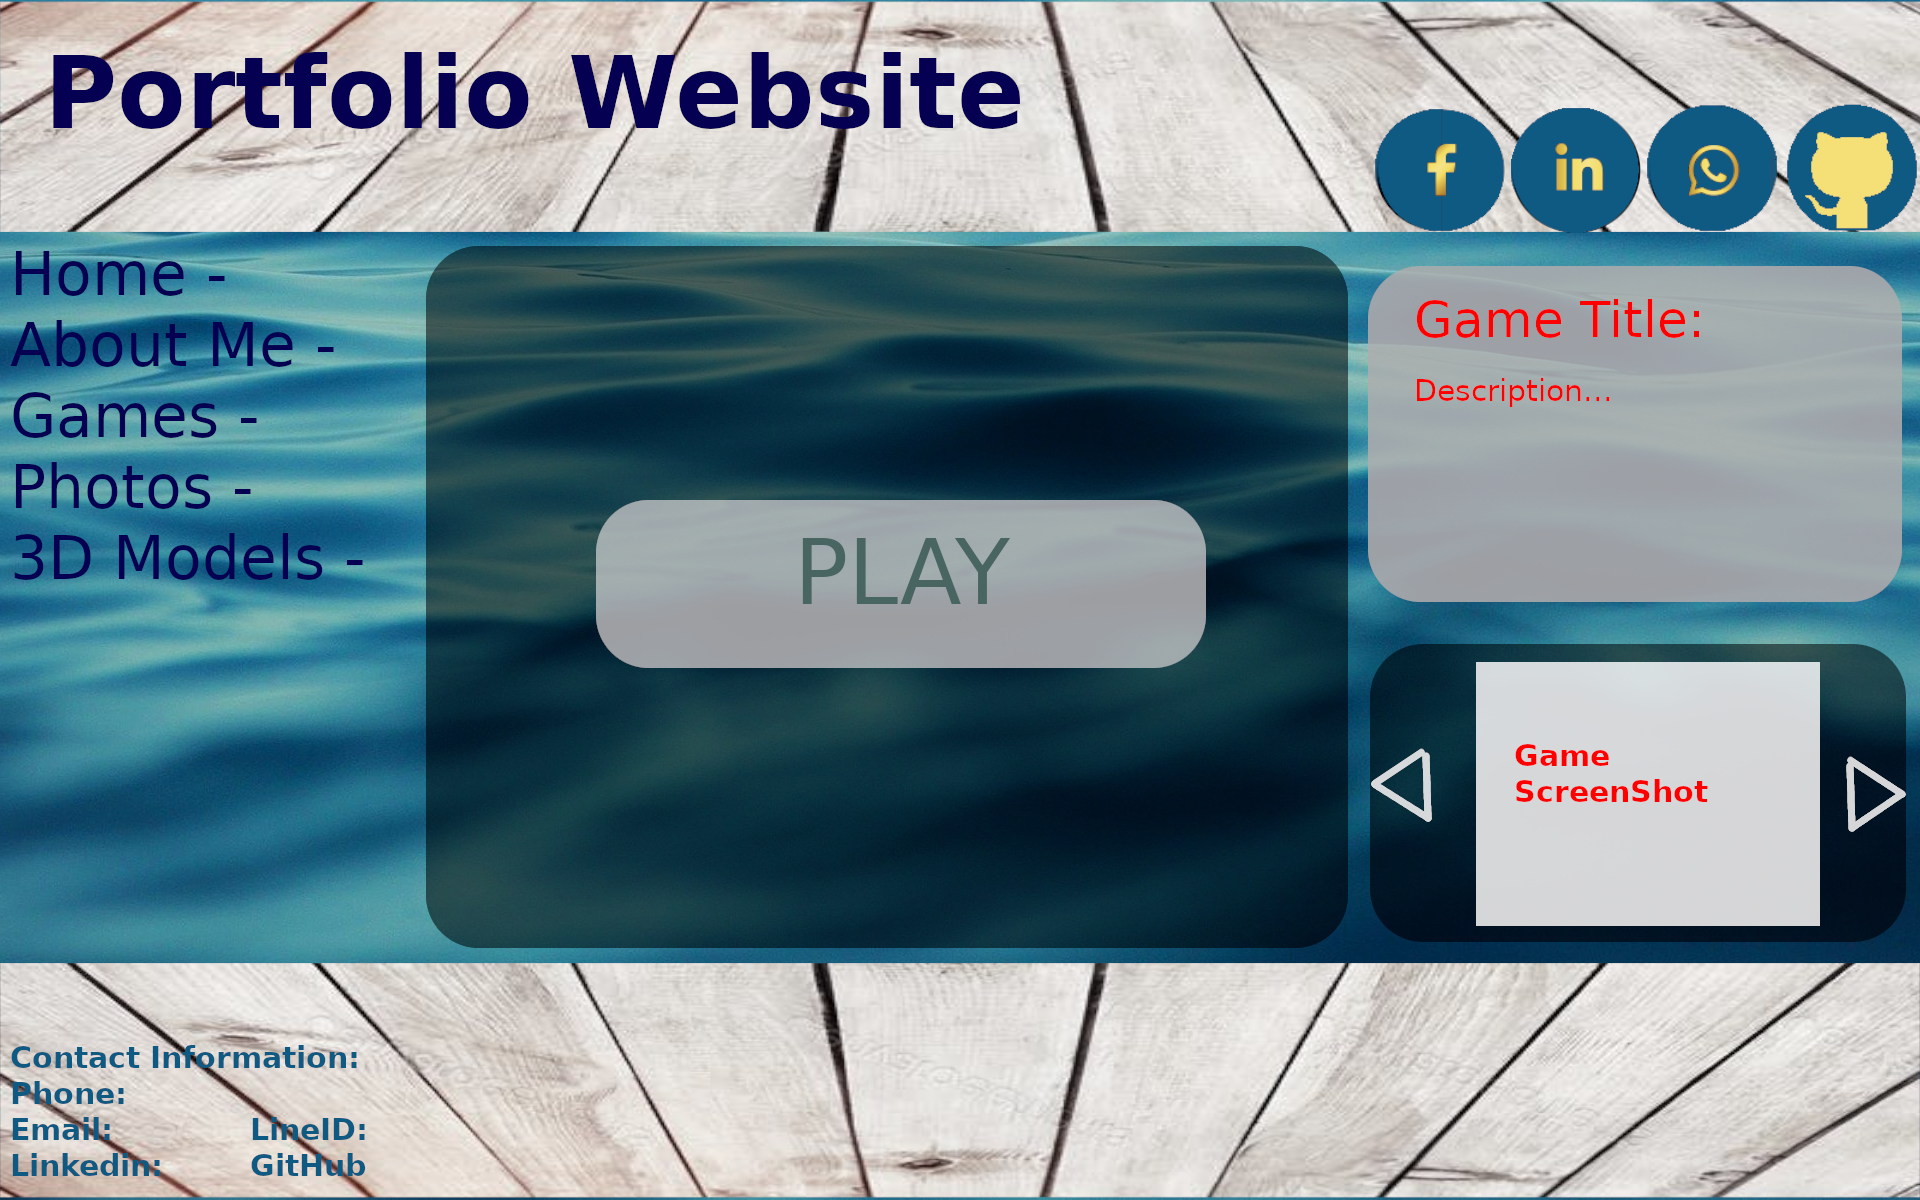 Portfolio Website
f
in
Home -
About Me -
Games -
Photos -
3D Models -
PLAY
Game Title:
Description...
Game
ScreenShot
Contact Information:
Phone:
Email: LineID:
Linkedin: GitHub